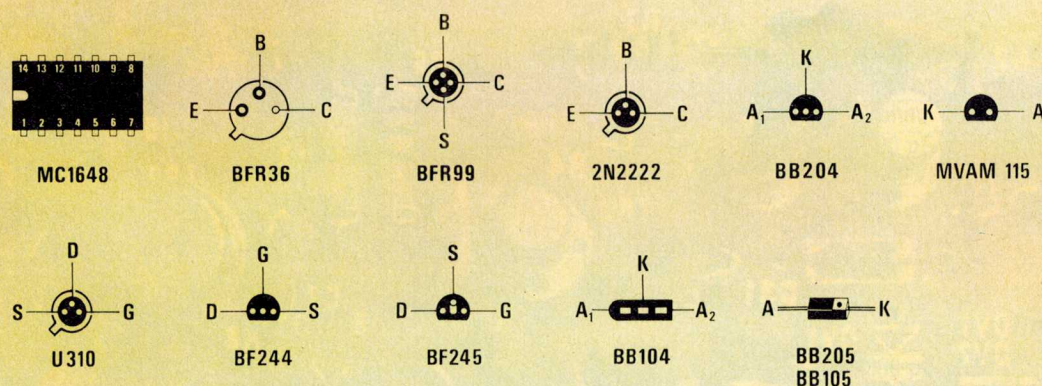 14 13 12 11 10 9 8
1 2 3 4 5 6 7
MC1648
B
E C
BFR36
B
E C
S
BFR99
B
E C
2N2222
K
A1 A2
BB204
K A
MVAM 115
D
S G
U310
G
D S
BF244
S
D G
BF245
K
A1 A2
BB104
A K
BB205
BB105